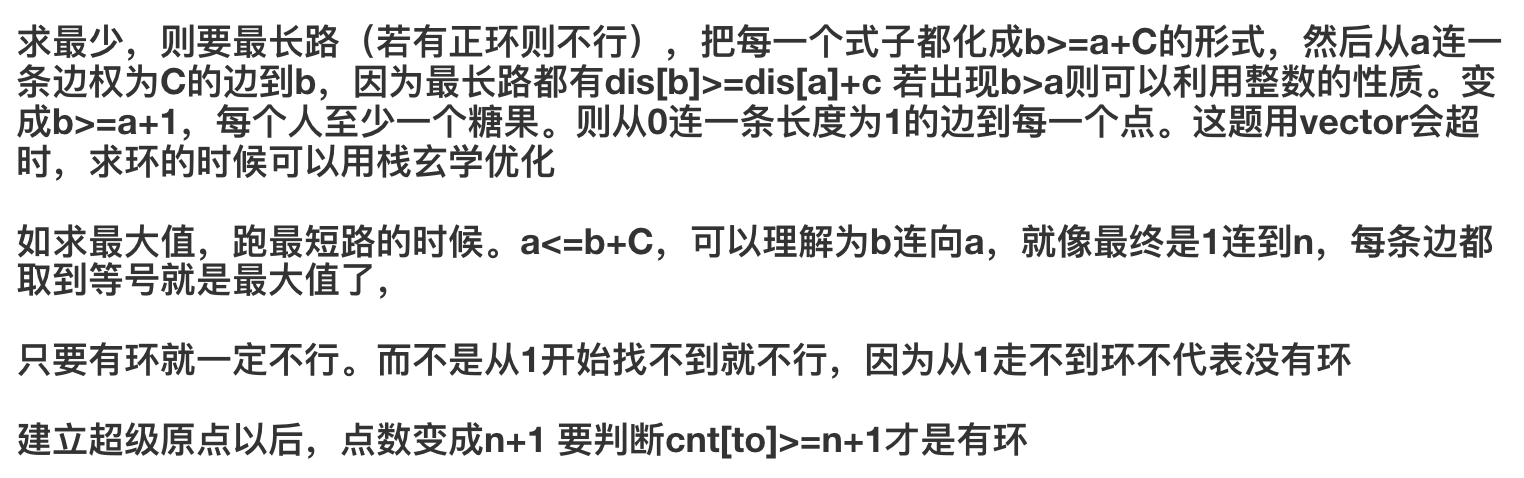 求最少，则要最长路（若有正环则不行），把每一个式子都化成b>=a+C的形式，然后从a连一
条边权为C的边到b，因为最长路都有dis[b]>=dis[a]+c 若出现b>a则可以利用整数的性质。变
成b>=a+1，每个人至少一个糖果。则从0连一条长度为1的边到每一个点。这题用vector会超
时，求环的时候可以用栈玄学优化
如求最大值，跑最短路的时候。a<=b+C，可以理解为b连向a，就像最终是1连到n，每条边都
取到等号就是最大值了，
只要有环就一定不行。而不是从1开始找不到就不行，因为从1走不到环不代表没有环
建立超级原点以后，点数变成n+1 要判断cnt[to]>=n+1才是有环